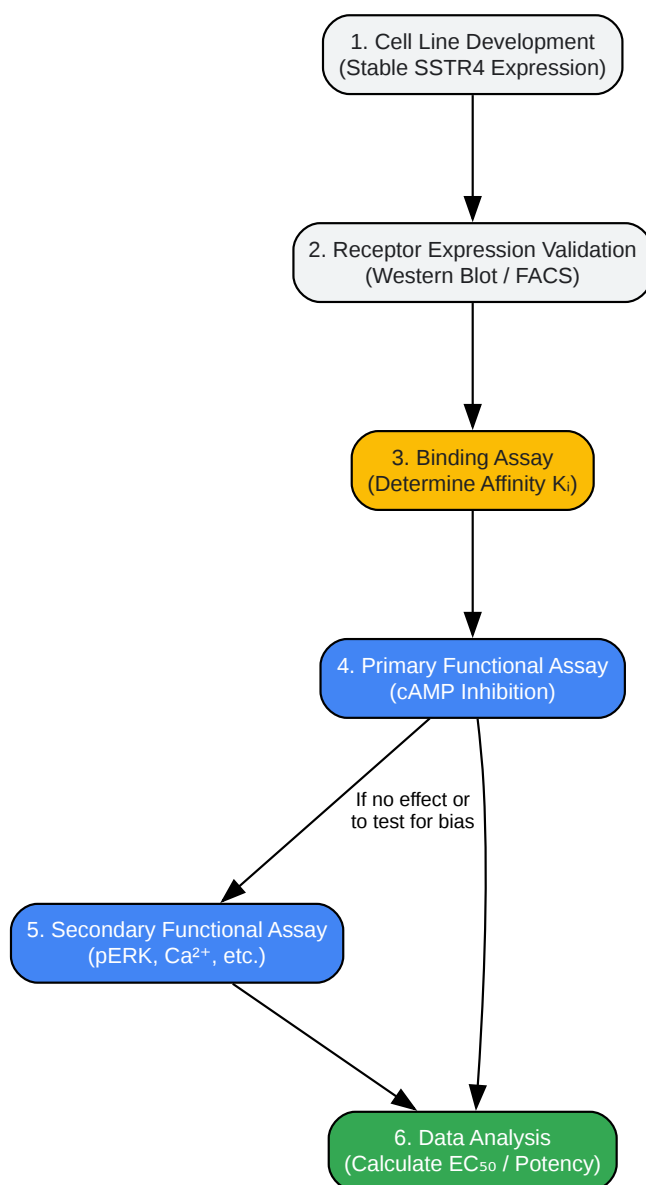 1. Cell Line Development
(Stable SSTR4 Expression)
2. Receptor Expression Validation
(Western Blot / FACS)
3. Binding Assay
(Determine Affinity Kᵢ)
4. Primary Functional Assay
(cAMP Inhibition)
If no effect or
to test for bias
5. Secondary Functional Assay
(pERK, Ca²⁺, etc.)
6. Data Analysis
(Calculate EC₅₀ / Potency)